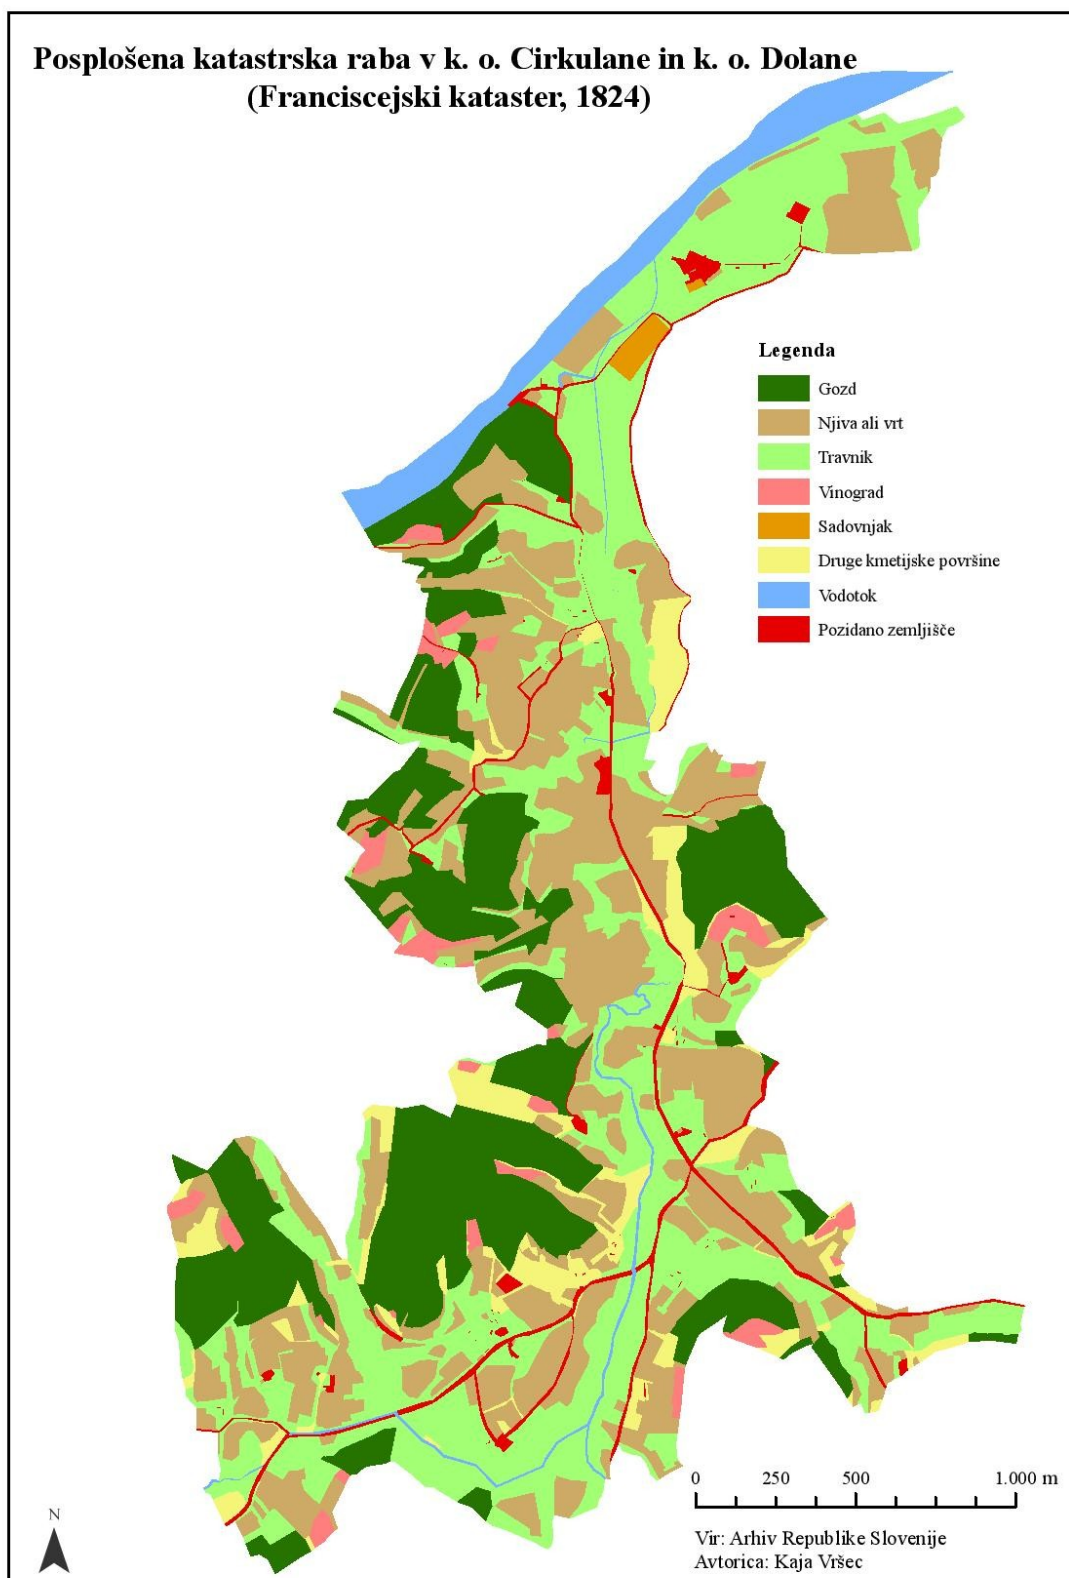 Posplošena katastrska raba v k. o. Cirkulane in k. o. Dolane
(Franciscejski kataster, 1824)
Legenda
Gozd
Njiva ali vrt
Travnik
Vinograd
Sadovnjak
Druge kmetijske površine
Vodotok
Pozidano zemljišče
0 250 500 1.000 m
N
Vir: Arhiv Republike Slovenije
Avtorica: Kaja Vršec